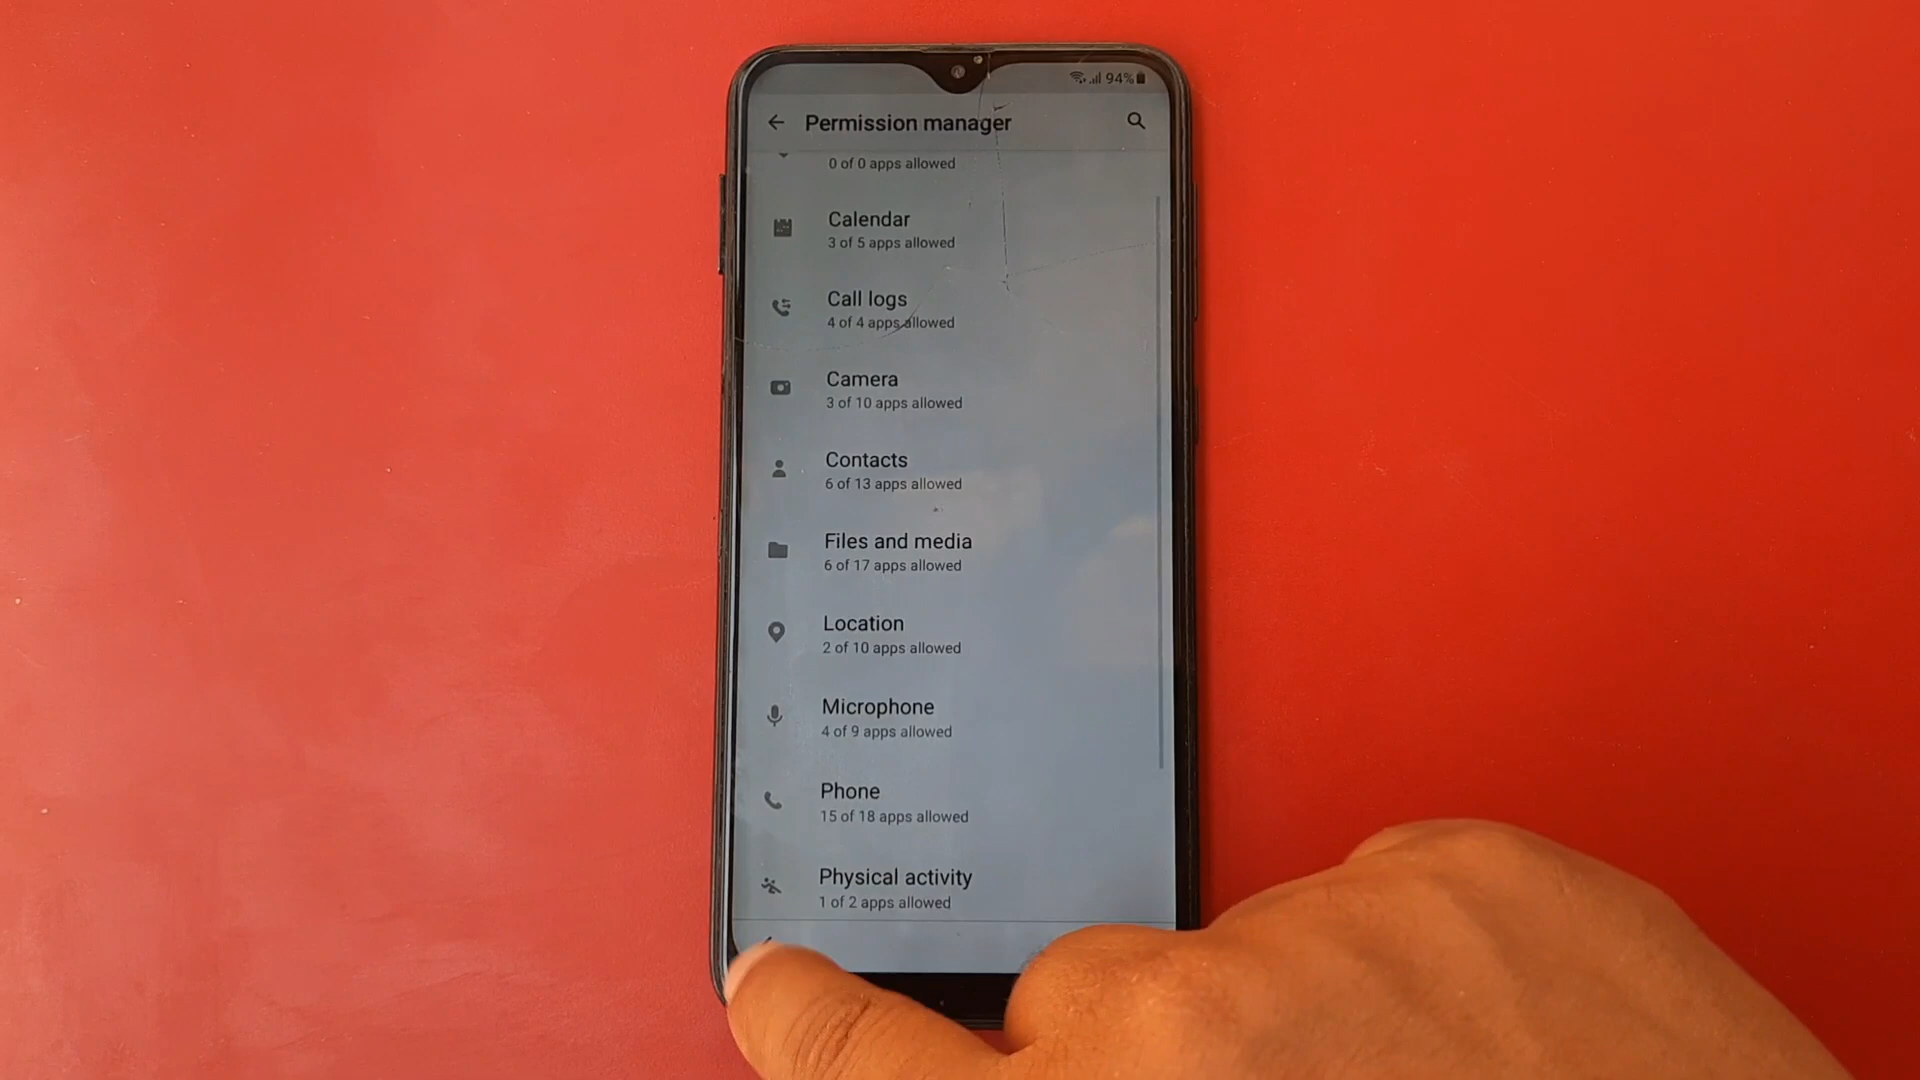 94%
Permission manager
0 of 0 apps allowed
Calendar
3 of 5 apps allowed
Call logs
4 of 4 apps allowed
Camera
3 of 10 apps allowed
Contacts
6 of 13 apps allowed
Files and media
6 of 17 apps allowed
Location
2 of 10 apps allowed
Microphone
4 of 9 apps allowed
Phone
15 of 18 apps allowed
Physical activity
1 of 2 apps allowed